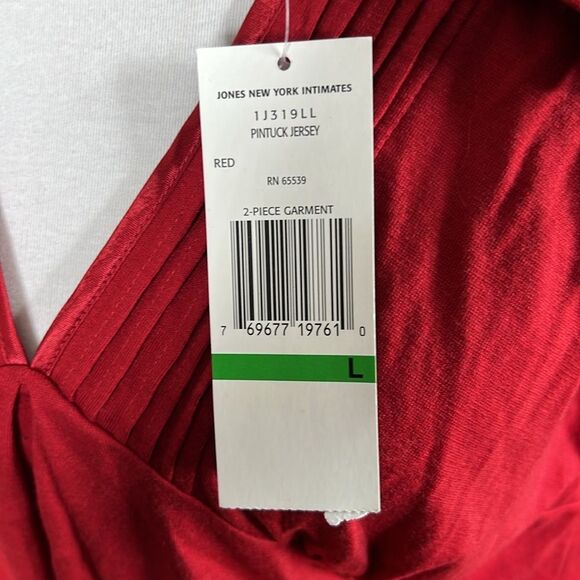 JONES NEW YORK INTIMATES
1J319LL
PINTUCK JERSEY
RED
RN 65539
2-PIECE GARMENT
7 69677 19761 0
L